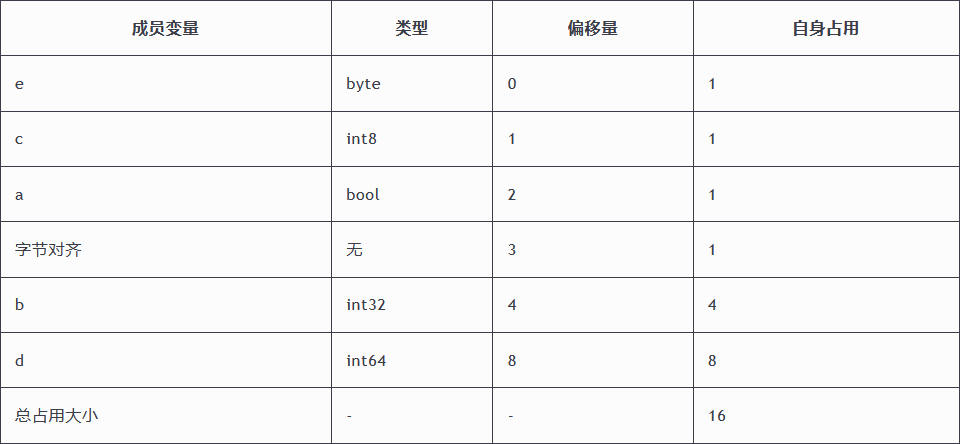 成员变量 类型 偏移量 自身占用
e byte 0 1
c int8 1 1
a bool 2 1
字节对齐 无 3 1
b int32 4 4
d int64 8 8
总占用大小 - - 16